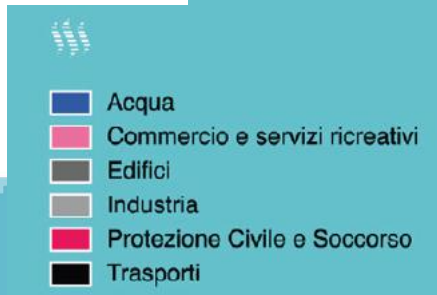 Acqua
Commercio e servizi ricreativi
Edifici
Industria
Protezione Civile e Soccorso
Trasporti